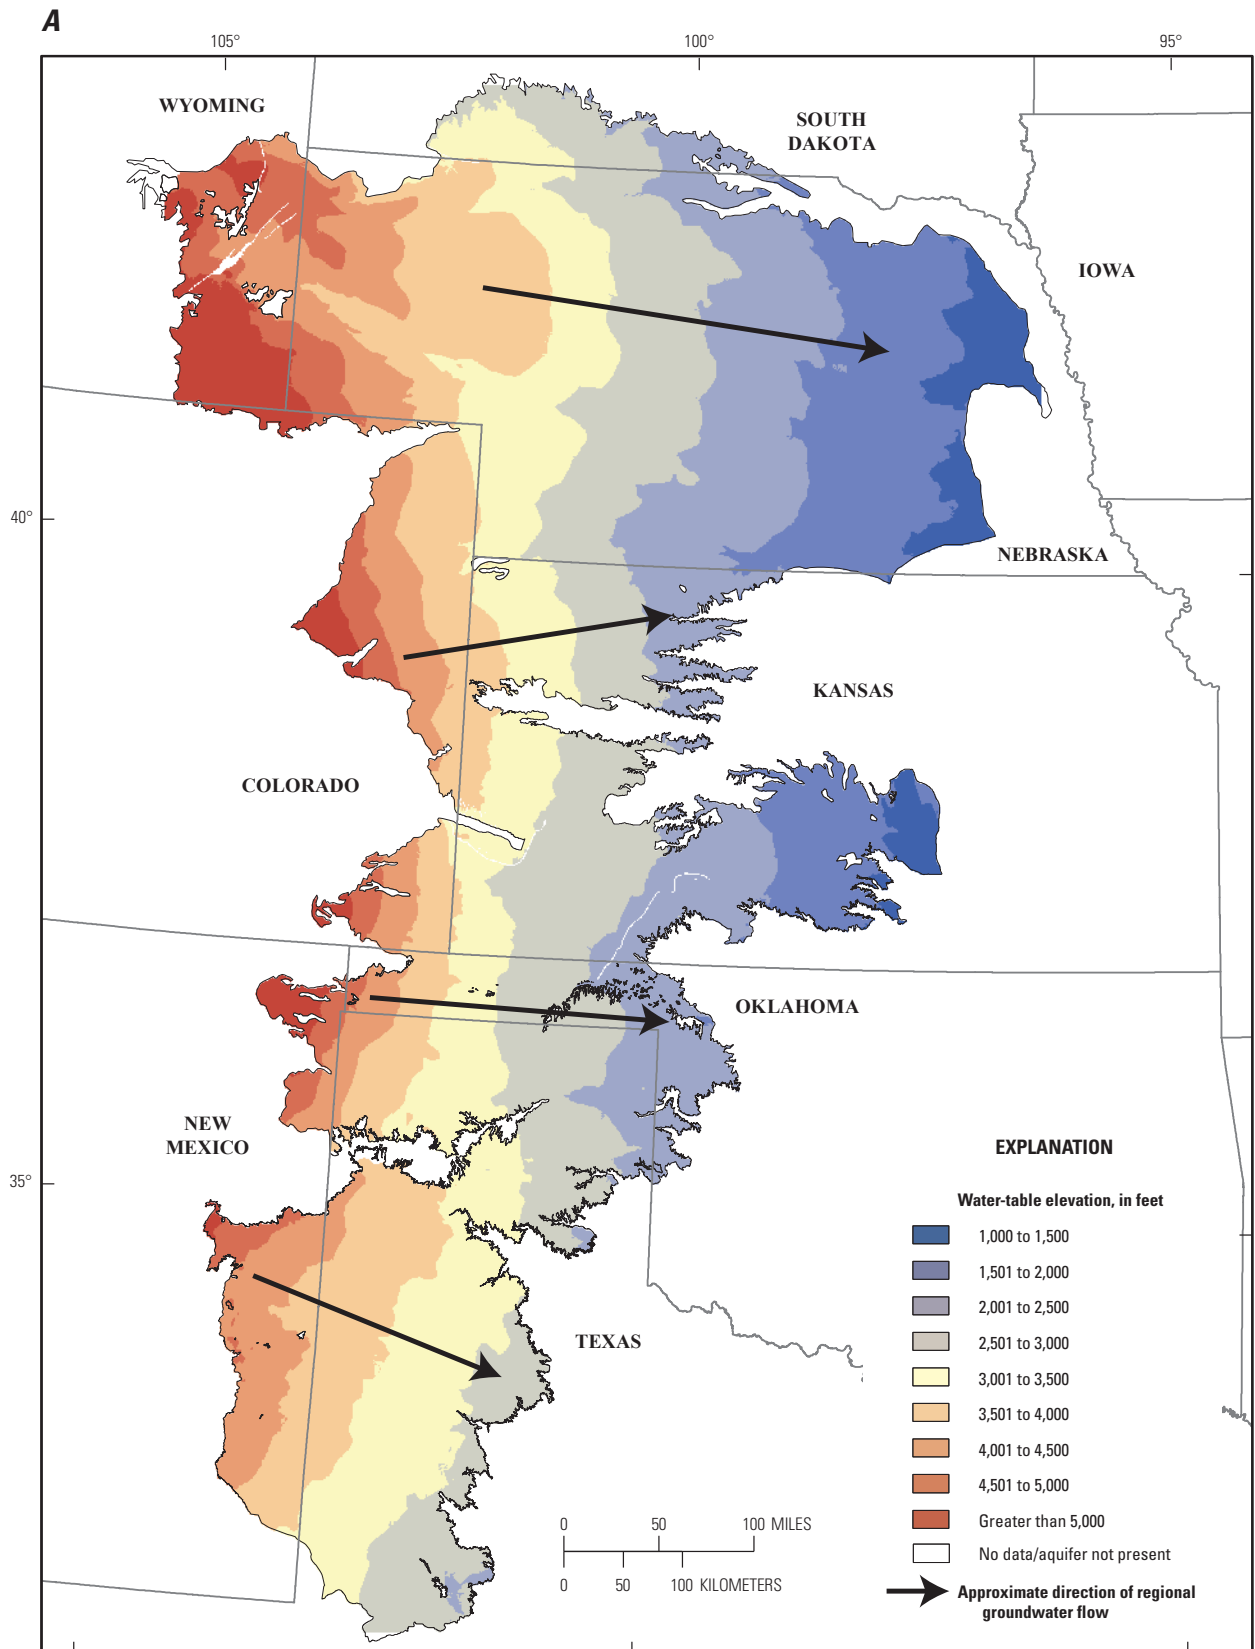 A
105°
100°
95°
WYOMING
SOUTH
DAKOTA
IOWA
40°
NEBRASKA
KANSAS
COLORADO
OKLAHOMA
NEW
MEXICO
35°
TEXAS
EXPLANATION
Water-table elevation, in feet
1,000 to 1,500
1,501 to 2,000
2,001 to 2,500
2,501 to 3,000
3,001 to 3,500
3,501 to 4,000
4,001 to 4,500
4,501 to 5,000
Greater than 5,000
No data/aquifer not present
Approximate direction of regional
groundwater flow
0 50 100 MILES
0 50 100 KILOMETERS